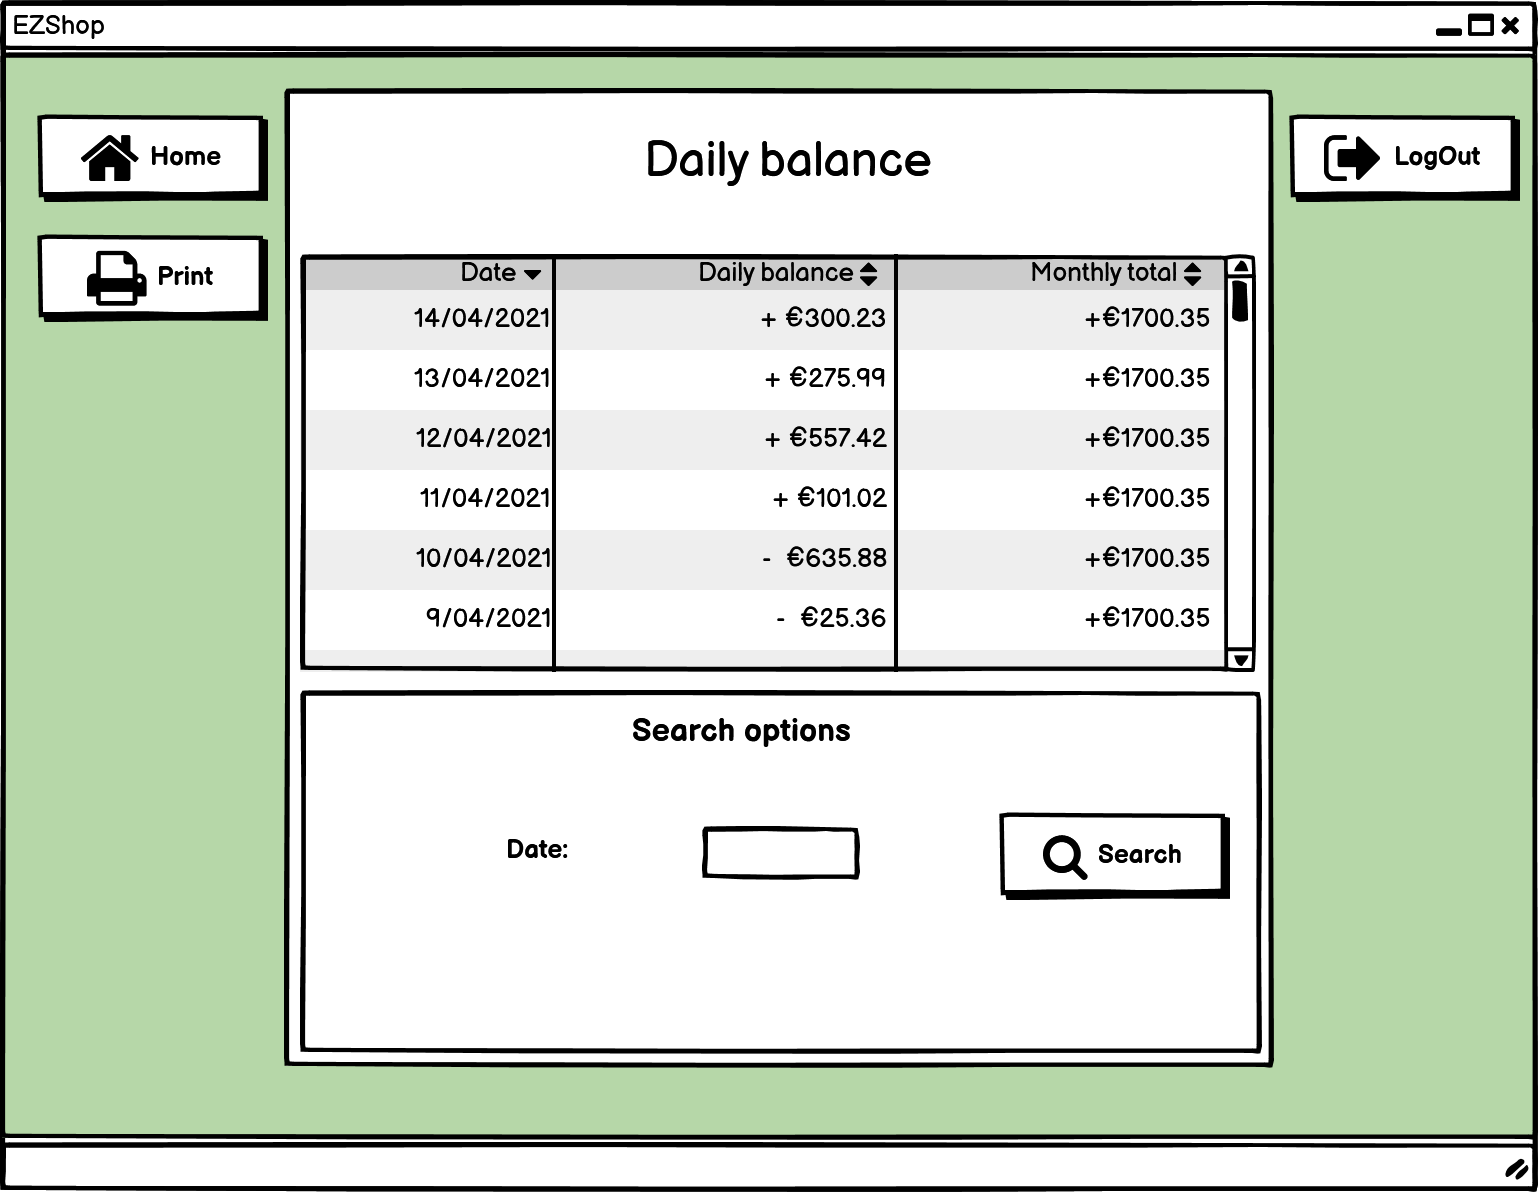 EZShop
Home
Print
LogOut
Daily balance
Date Daily balance Monthly total
14/04/2021 + €300.23 +€1700.35
13/04/2021 + €275.99 +€1700.35
12/04/2021 + €557.42 +€1700.35
11/04/2021 + €101.02 +€1700.35
10/04/2021 - €635.88 +€1700.35
9/04/2021 - €25.36 +€1700.35
Search options
Date:
Search